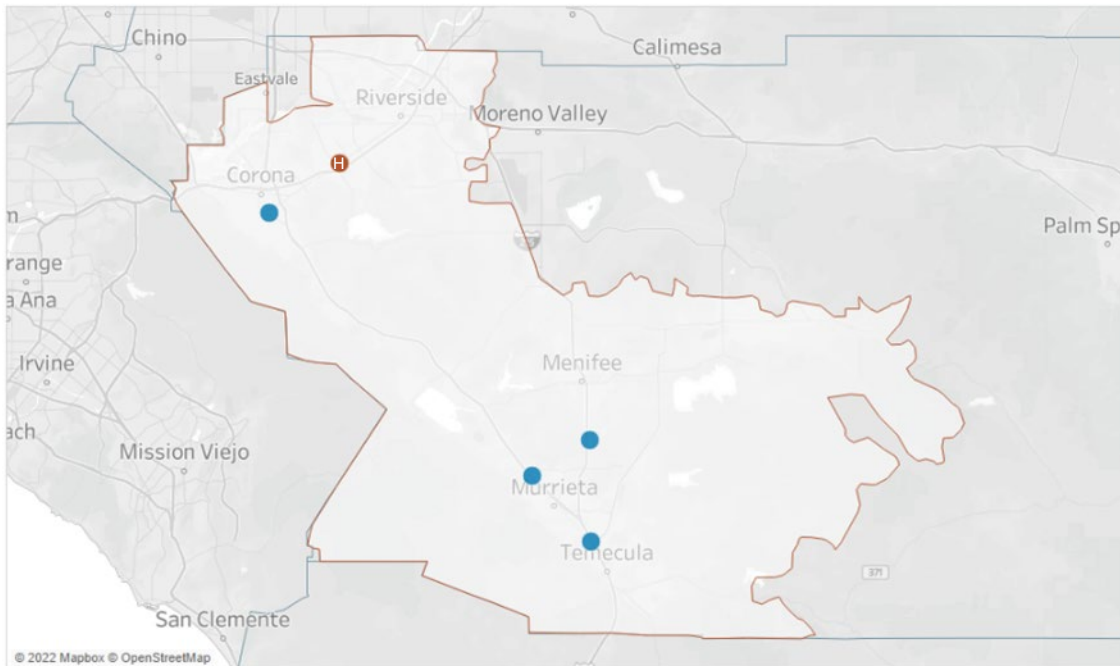 Chino
Calimesa
Eastvale
Riverside
Moreno Valley
H
Corona
Palm Sp
range
a Ana
Irvine
Menifee
ach
Mission Viejo
Murrieta
Temecula
371
San Clemente
© 2022 Mapbox © OpenStreetMap